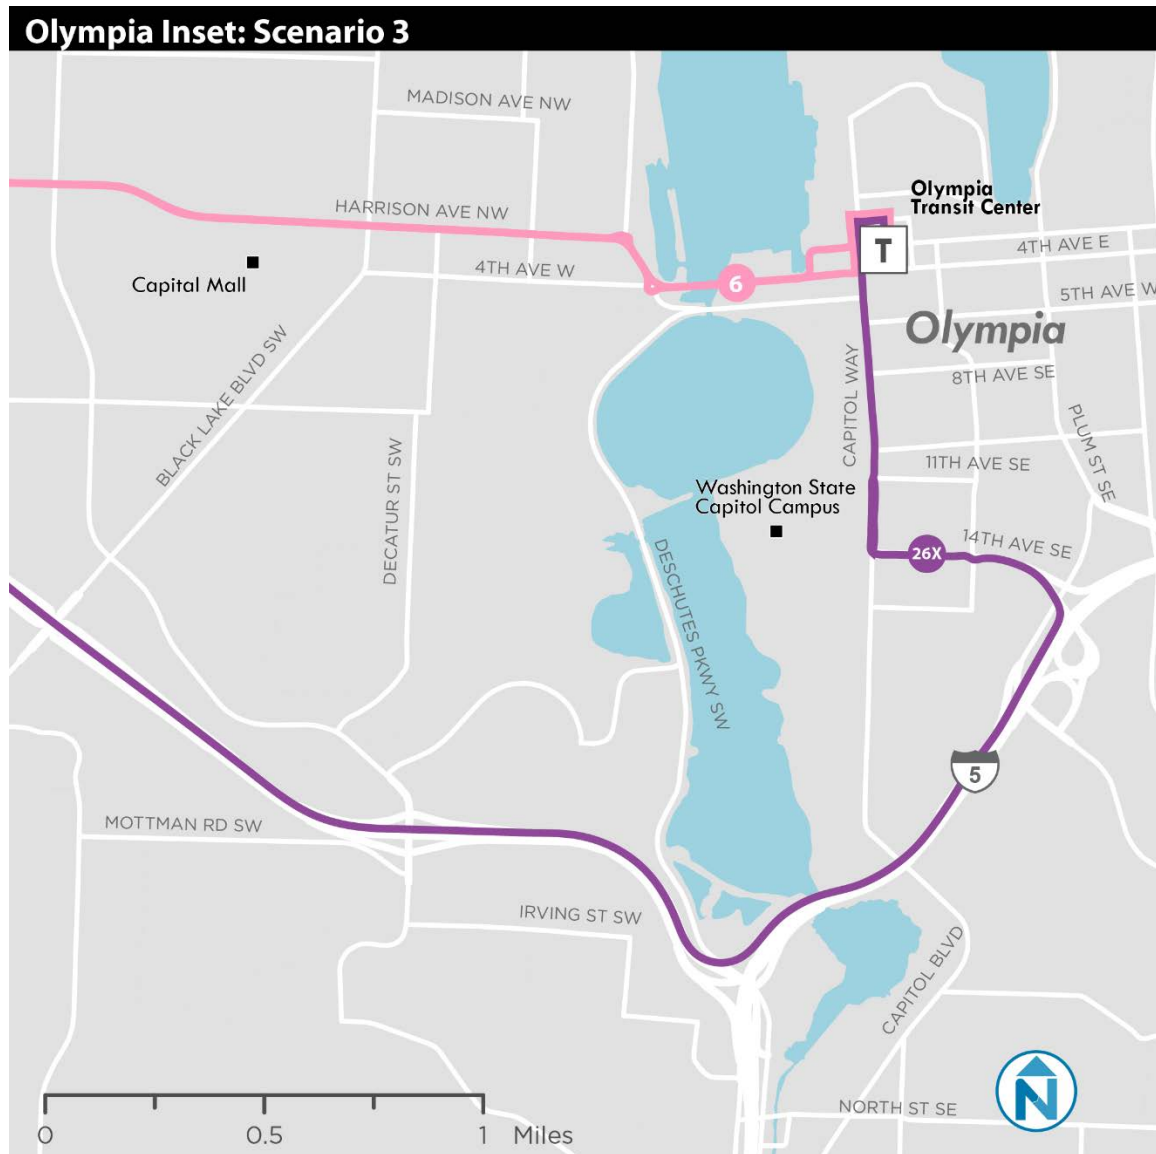 Olympia Inset: Scenario 3
MADISON AVE NW
Olympia
Transit Center
HARRISON AVE NW
4TH AVE E
T
4TH AVE W
Capital Mall
6
5TH AVE W
Olympia
BLACK LAKE BLVD SW
CAPITOL WAY
8TH AVE SE
PLUM ST SE
11TH AVE SE
DECATUR ST SW
Washington State
Capitol Campus
14TH AVE SE
26X
DESCHUTES PKWY SW
5
MOTTMAN RD SW
IRVING ST SW
CAPITOL BLVD
N
NORTH ST SE
0 0.5 1 Miles